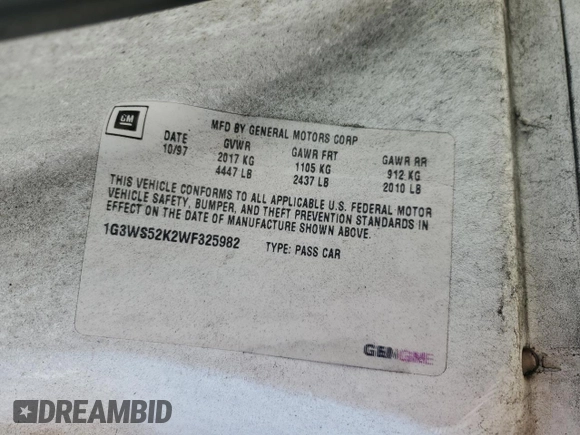 GM
MFD BY GENERAL MOTORS CORP
DATE GVWR GAWR FRT GAWR RR
10/97 2017 KG 1105 KG 912 KG
4447 LB 2437 LB 2010 LB
THIS VEHICLE CONFORMS TO ALL APPLICABLE U.S. FEDERAL MOTOR
VEHICLE SAFETY, BUMPER, AND THEFT PREVENTION STANDARDS IN
EFFECT ON THE DATE OF MANUFACTURE SHOWN ABOVE.
1G3WS52K2WF325982 TYPE: PASS CAR
DREAMBID